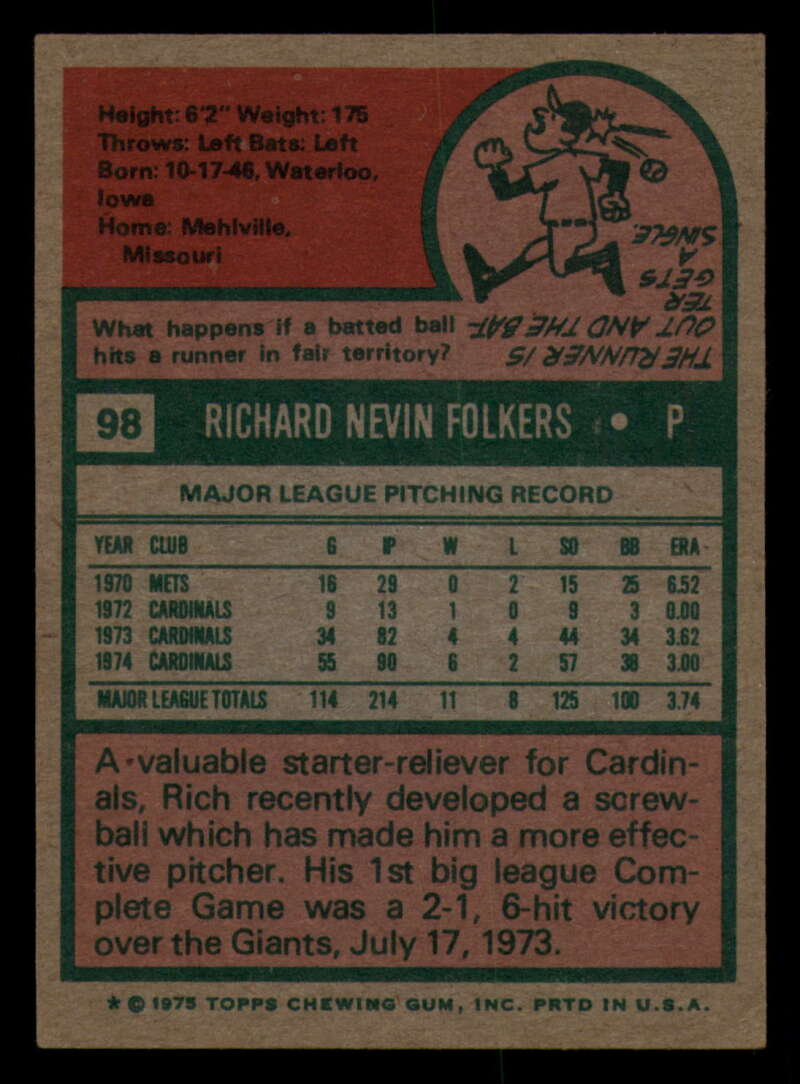 Height: 6'2" Weight: 175
Throws: Left Bats: Left
Born: 10-17-46, Waterloo,
Iowa
Home: Mehlville,
Missouri
What happens if a batted ball
hits a runner in fair territory?
THE RUNNER IS
OUT AND THE BAT-
TER
GETS
A
SINGLE.
98 RICHARD NEVIN FOLKERS • P
MAJOR LEAGUE PITCHING RECORD
YEAR CLUB G IP W L SO BB ERA
1970 METS 16 29 0 2 15 25 6.52
1972 CARDINALS 9 13 1 0 9 3 0.00
1973 CARDINALS 34 82 4 4 44 34 3.62
1974 CARDINALS 55 90 6 2 57 38 3.00
MAJOR LEAGUE TOTALS 114 214 11 8 125 100 3.74
A valuable starter-reliever for Cardin-
als, Rich recently developed a screw-
ball which has made him a more effec-
tive pitcher. His 1st big league Com-
plete Game was a 2-1, 6-hit victory
over the Giants, July 17, 1973.
* © 1975 TOPPS CHEWING GUM, INC. PRTD IN U.S.A.